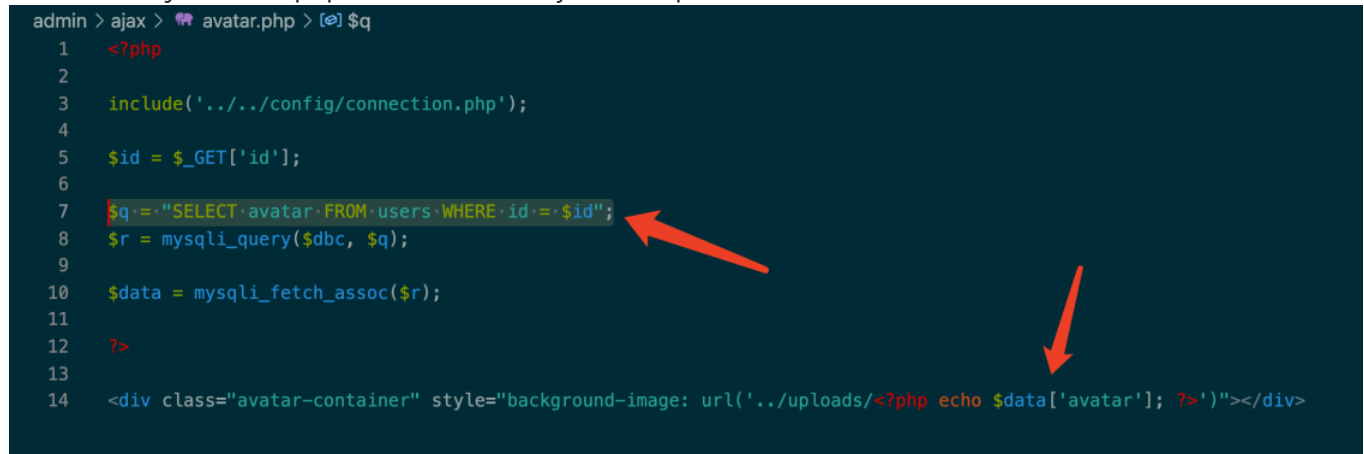 admin > ajax > avatar.php > $q
1 <?php
2
3 include('../../config/connection.php');
4
5 $id = $_GET['id'];
6
7 $q·=·"SELECT·avatar·FROM·users·WHERE·id·=·$id";
8 $r = mysqli_query($dbc, $q);
9
10 $data = mysqli_fetch_assoc($r);
11
12 ?>
13
14 <div class="avatar-container" style="background-image: url('../uploads/<?php echo $data['avatar']; ?>')"></div>